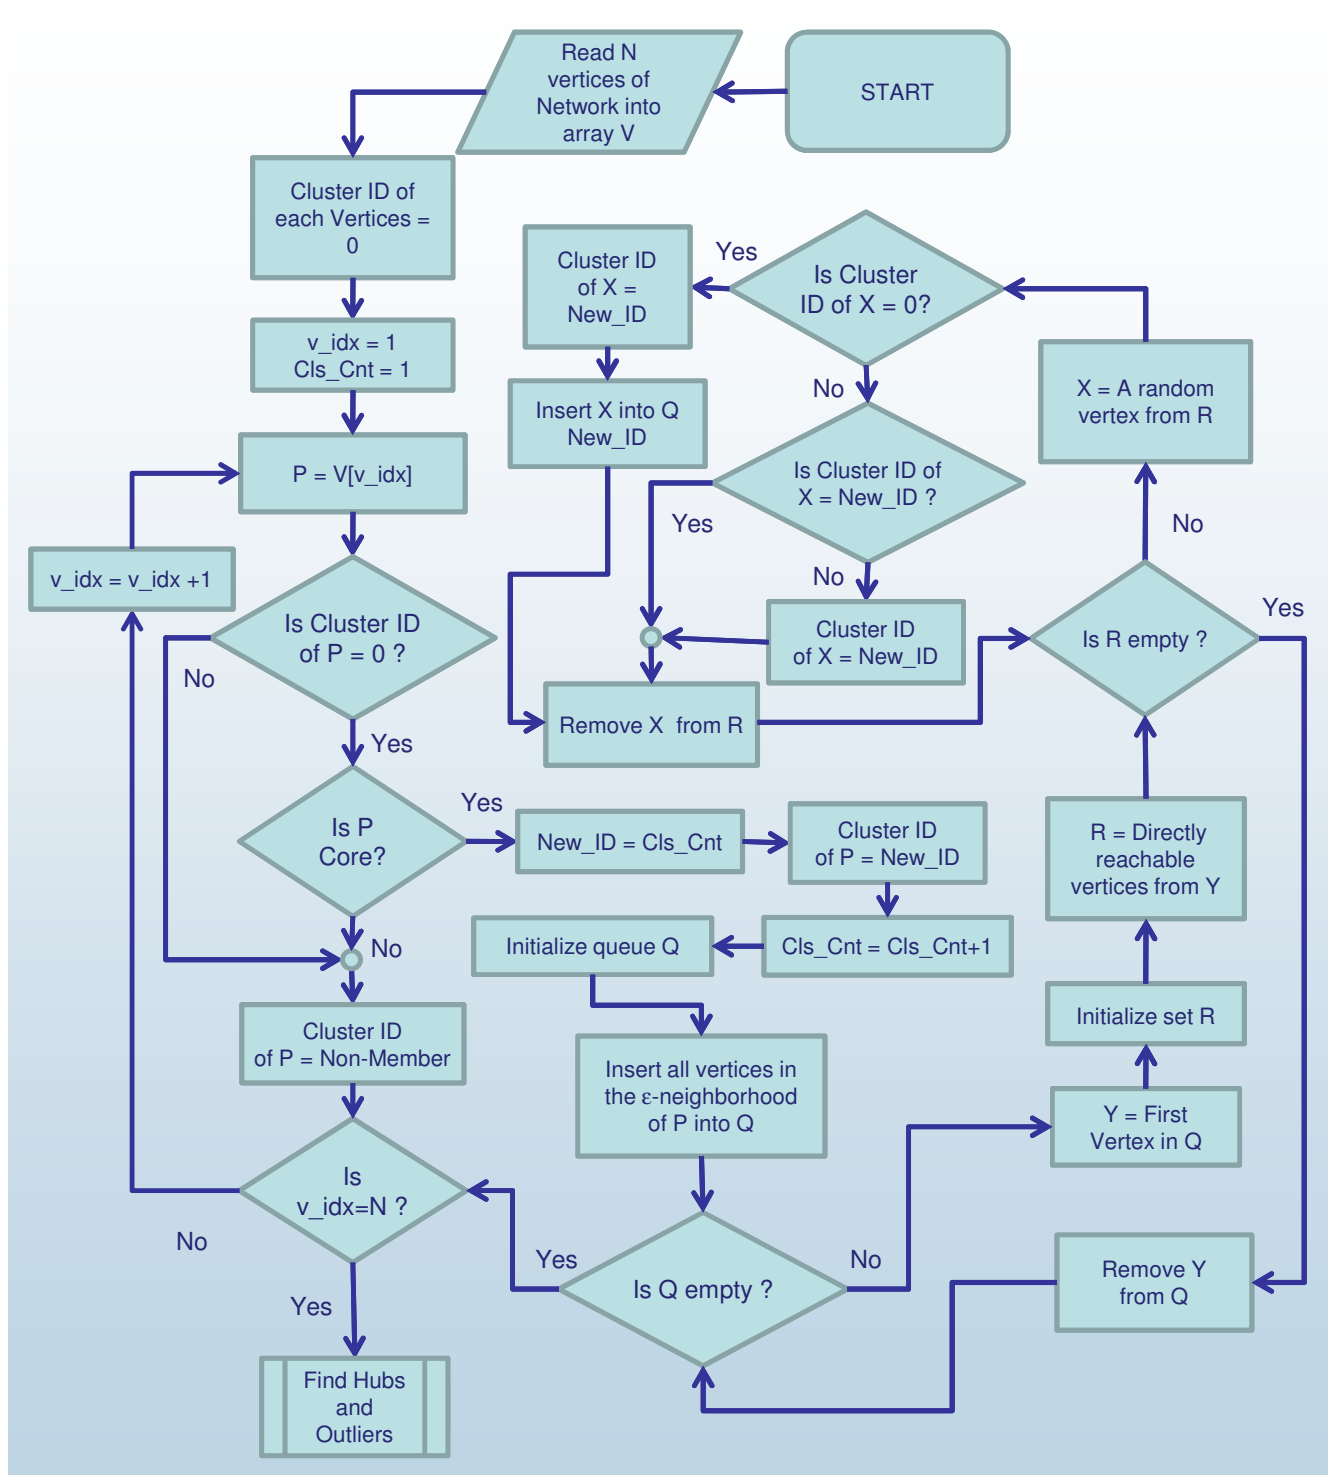 START
Read N
vertices of
Network into
array V
Cluster ID of
each Vertices =
0
v_idx = 1
Cls_Cnt = 1
P = V[v_idx]
v_idx = v_idx +1
Is Cluster ID
of P = 0 ?
No
Yes
Is P
Core?
Yes
No
Cluster ID
of P = Non-Member
Is
v_idx=N ?
No
Yes
Find Hubs
and
Outliers
New_ID = Cls_Cnt
Cluster ID
of P = New_ID
Cls_Cnt = Cls_Cnt+1
Initialize queue Q
Insert all vertices in
the ε-neighborhood
of P into Q
Is Q empty ?
Yes
No
Y = First
Vertex in Q
Initialize set R
R = Directly
reachable
vertices from Y
Is R empty ?
Yes
No
Remove Y
from Q
X = A random
vertex from R
Is Cluster
ID of X = 0?
Yes
No
Cluster ID
of X =
New_ID
Insert X into Q
New_ID
Is Cluster ID of
X = New_ID ?
Yes
No
Cluster ID
of X = New_ID
Remove X from R